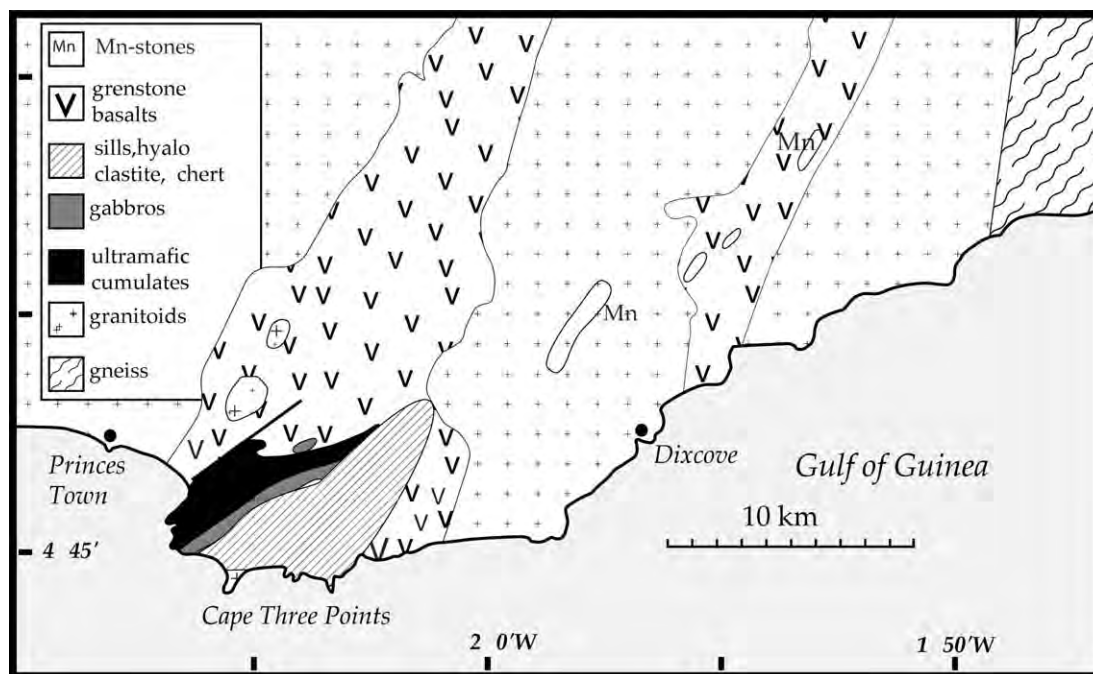 Mn Mn-stones
grenstone
basalts
sills,hyalo
clastite, chert
gabbros
ultramafic
cumulates
granitoids
gneiss
Mn
Mn
Princes
Town
Dixcove
Gulf of Guinea
10 km
4 45'
Cape Three Points
2 0'W
1 50'W